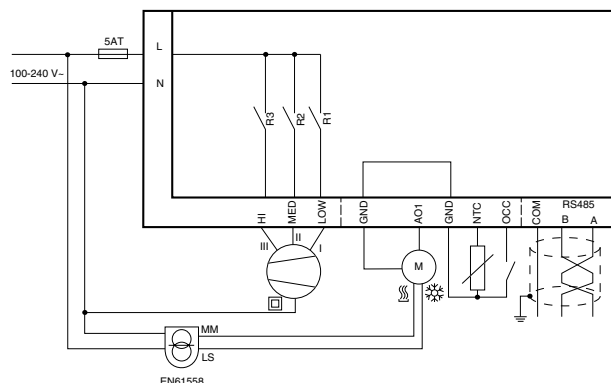 5AT
L
100-240 V~
N
R3
R2
R1
HI
MED
LOW
GND
AO1
GND
NTC
OCC
COM
RS485
B
A
III
II
I
M
MM
LS
EN61558